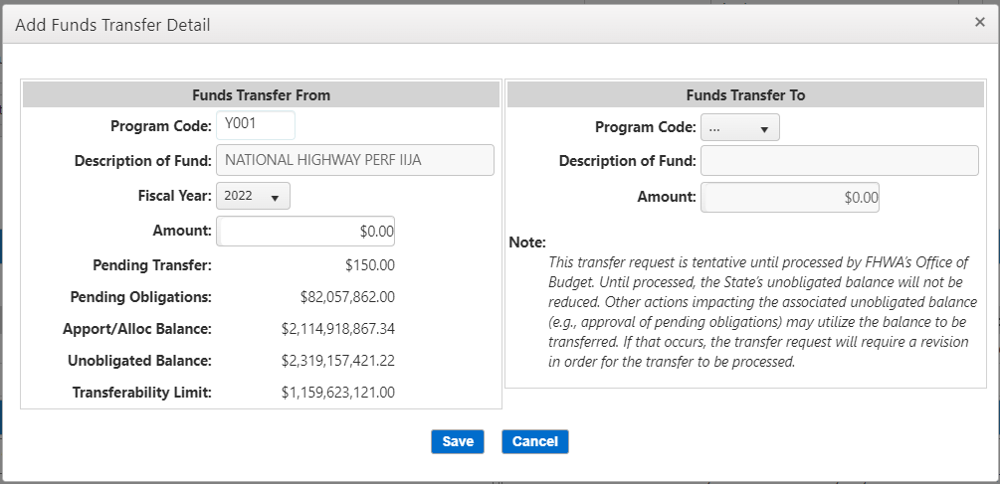 Add Funds Transfer Detail
×
Funds Transfer From
Program Code: Y001
Description of Fund: NATIONAL HIGHWAY PERF IIJA
Fiscal Year: 2022
Amount: $0.00
Pending Transfer: $150.00
Pending Obligations: $82,057,862.00
Apport/Alloc Balance: $2,114,918,867.34
Unobligated Balance: $2,319,157,421.22
Transferability Limit: $1,159,623,121.00
Funds Transfer To
Program Code: ...
Description of Fund:
Amount: $0.00
Note:
This transfer request is tentative until processed by FHWA's Office of
Budget. Until processed, the State's unobligated balance will not be
reduced. Other actions impacting the associated unobligated balance
(e.g., approval of pending obligations) may utilize the balance to be
transferred. If that occurs, the transfer request will require a revision
in order for the transfer to be processed.
Save Cancel